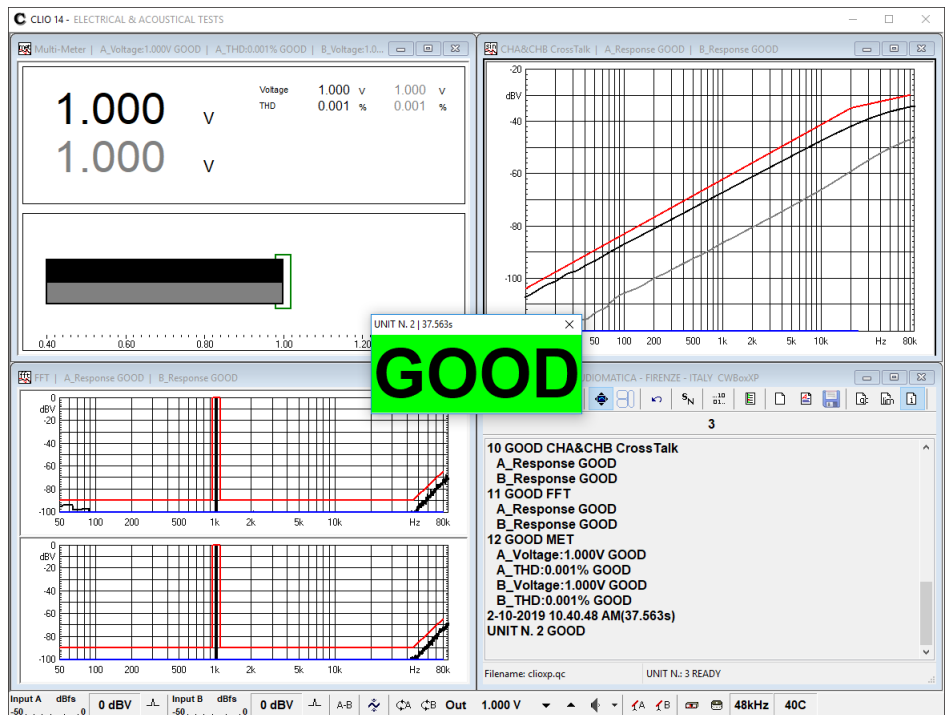 CLIO 14 - ELECTRICAL & ACOUSTICAL TESTS
Multi-Meter | A_Voltage:1.000V GOOD | A_THD:0.001% GOOD | B_Voltage:1.0...
1.000 V
1.000 V
Voltage 1.000 V 1.000 V
THD 0.001 % 0.001 %
0.40 0.60 0.80 1.00 1.20
CHA&CHB CrossTalk | A_Response GOOD | B_Response GOOD
-20
dBV
-40
-60
-80
-100
50 100 200 500 1k 2k 5k 10k Hz 80k
UNIT N. 2 | 37.563s
GOOD
FFT | A_Response GOOD | B_Response GOOD
0
dBV
-20
-40
-60
-80
-100
50 100 200 500 1k 2k 5k 10k Hz 80k
0
dBV
-20
-40
-60
-80
-100
50 100 200 500 1k 2k 5k 10k Hz 80k
UDIOMATICA - FIRENZE - ITALY CWBoxXP
3
10 GOOD CHA&CHB CrossTalk
A_Response GOOD
B_Response GOOD
11 GOOD FFT
A_Response GOOD
B_Response GOOD
12 GOOD MET
A_Voltage:1.000V GOOD
A_THD:0.001% GOOD
B_Voltage:1.000V GOOD
B_THD:0.001% GOOD
2-10-2019 10.40.48 AM(37.563s)
UNIT N. 2 GOOD
Filename: clioxp.qc UNIT N.: 3 READY
Input A dBfs
-50 0
0 dBV
Input B dBfs
-50 0
0 dBV
A-B
A
B
Out 1.000 V
A
B
48kHz 40C